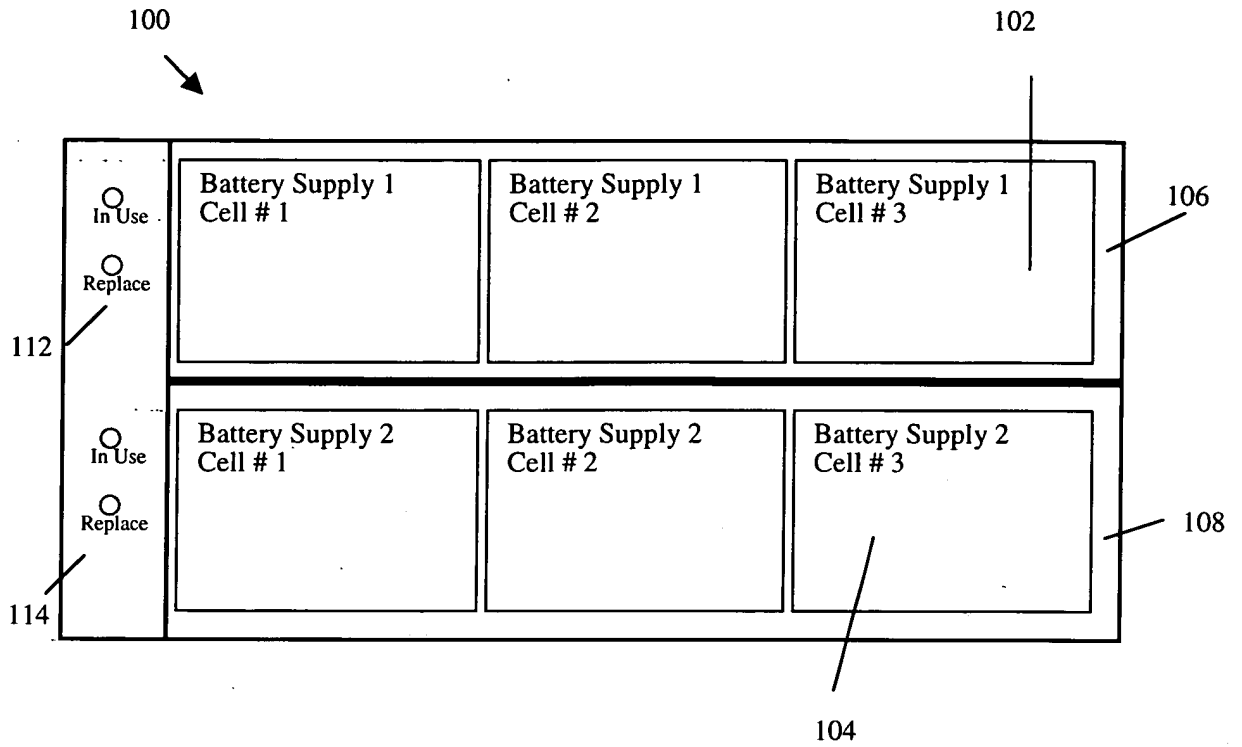 100
102
Battery Supply 1
Cell # 1
Battery Supply 1
Cell # 2
Battery Supply 1
Cell # 3
106
In Use
Replace
112
Battery Supply 2
Cell # 1
Battery Supply 2
Cell # 2
Battery Supply 2
Cell # 3
In Use
Replace
108
114
104